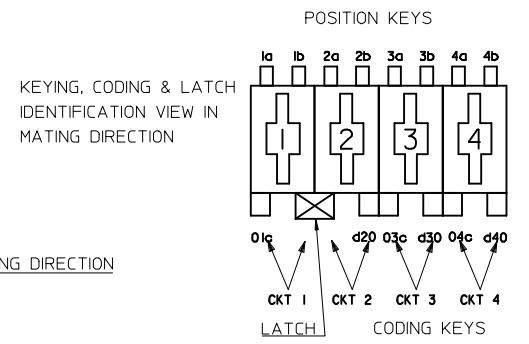 POSITION KEYS
1a 1b 2a 2b 3a 3b 4a 4b
KEYING, CODING & LATCH
IDENTIFICATION VIEW IN
MATING DIRECTION
1 2 3 4
01c d20 03c d30 04c d40
NG DIRECTION
CKT 1 CKT 2 CKT 3 CKT 4
LATCH CODING KEYS